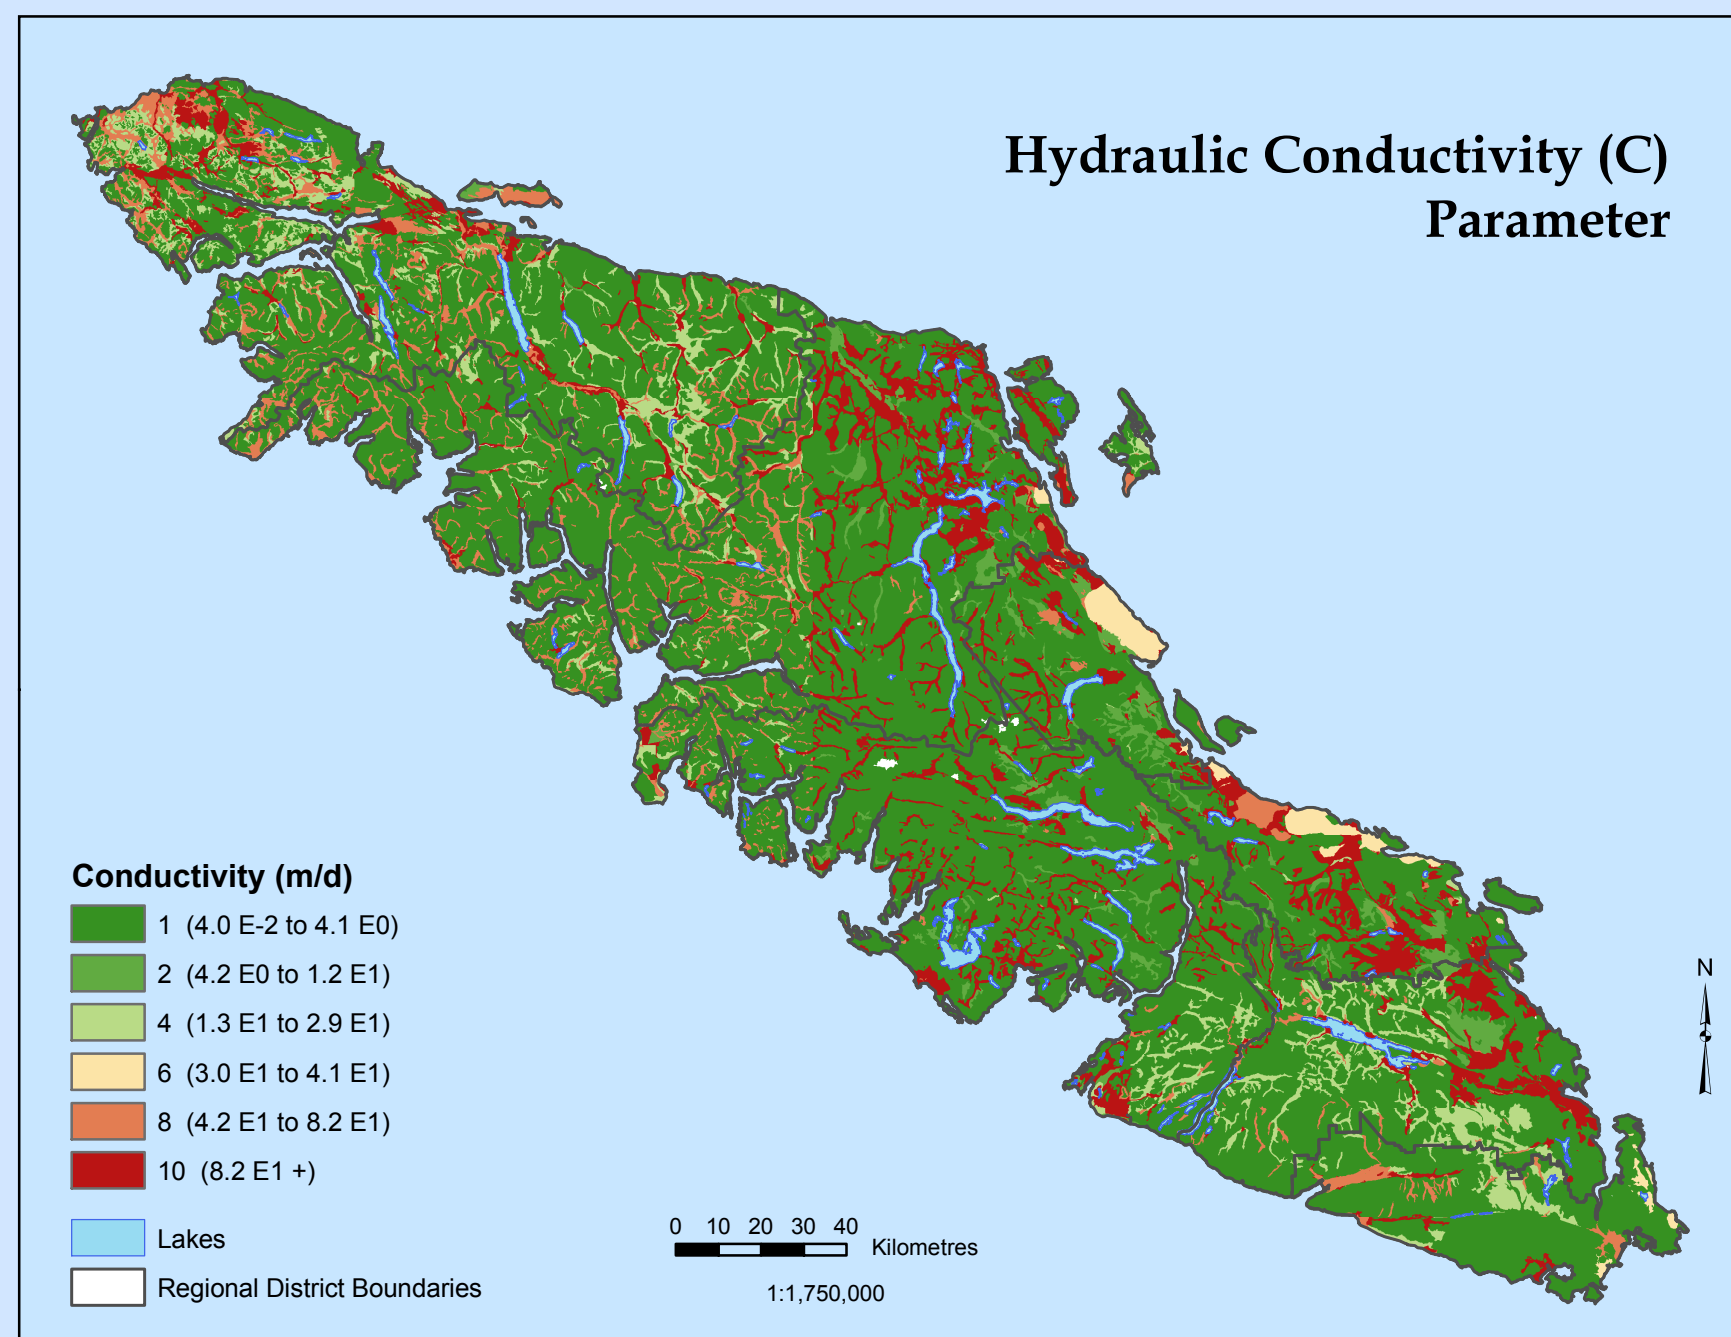 Hydraulic Conductivity (C)
Parameter
Conductivity (m/d)
1 (4.0 E-2 to 4.1 E0)
2 (4.2 E0 to 1.2 E1)
4 (1.3 E1 to 2.9 E1)
6 (3.0 E1 to 4.1 E1)
8 (4.2 E1 to 8.2 E1)
10 (8.2 E1 +)
Lakes
Regional District Boundaries
0 10 20 30 40
Kilometres
1:1,750,000
N